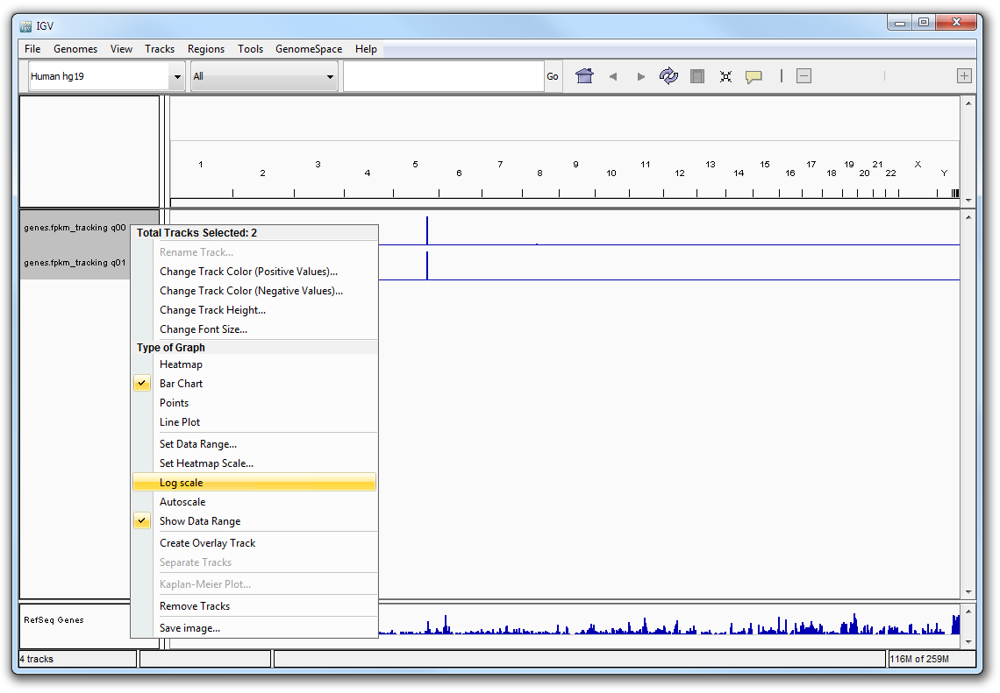 IGV
File Genomes View Tracks Regions Tools GenomeSpace Help
Human hg19 All Go
1 2 3 4 5 6 7 8 9 10 11 12 13 14 15 16 17 18 19 20 21 22 X Y
genes.fpkm_tracking q00
genes.fpkm_tracking q01
Total Tracks Selected: 2
Rename Track...
Change Track Color (Positive Values)...
Change Track Color (Negative Values)...
Change Track Height...
Change Font Size...
Type of Graph
Heatmap
Bar Chart
Points
Line Plot
Set Data Range...
Set Heatmap Scale...
Log scale
Autoscale
Show Data Range
Create Overlay Track
Separate Tracks
Kaplan-Meier Plot...
Remove Tracks
Save image...
RefSeq Genes
4 tracks 116M of 259M